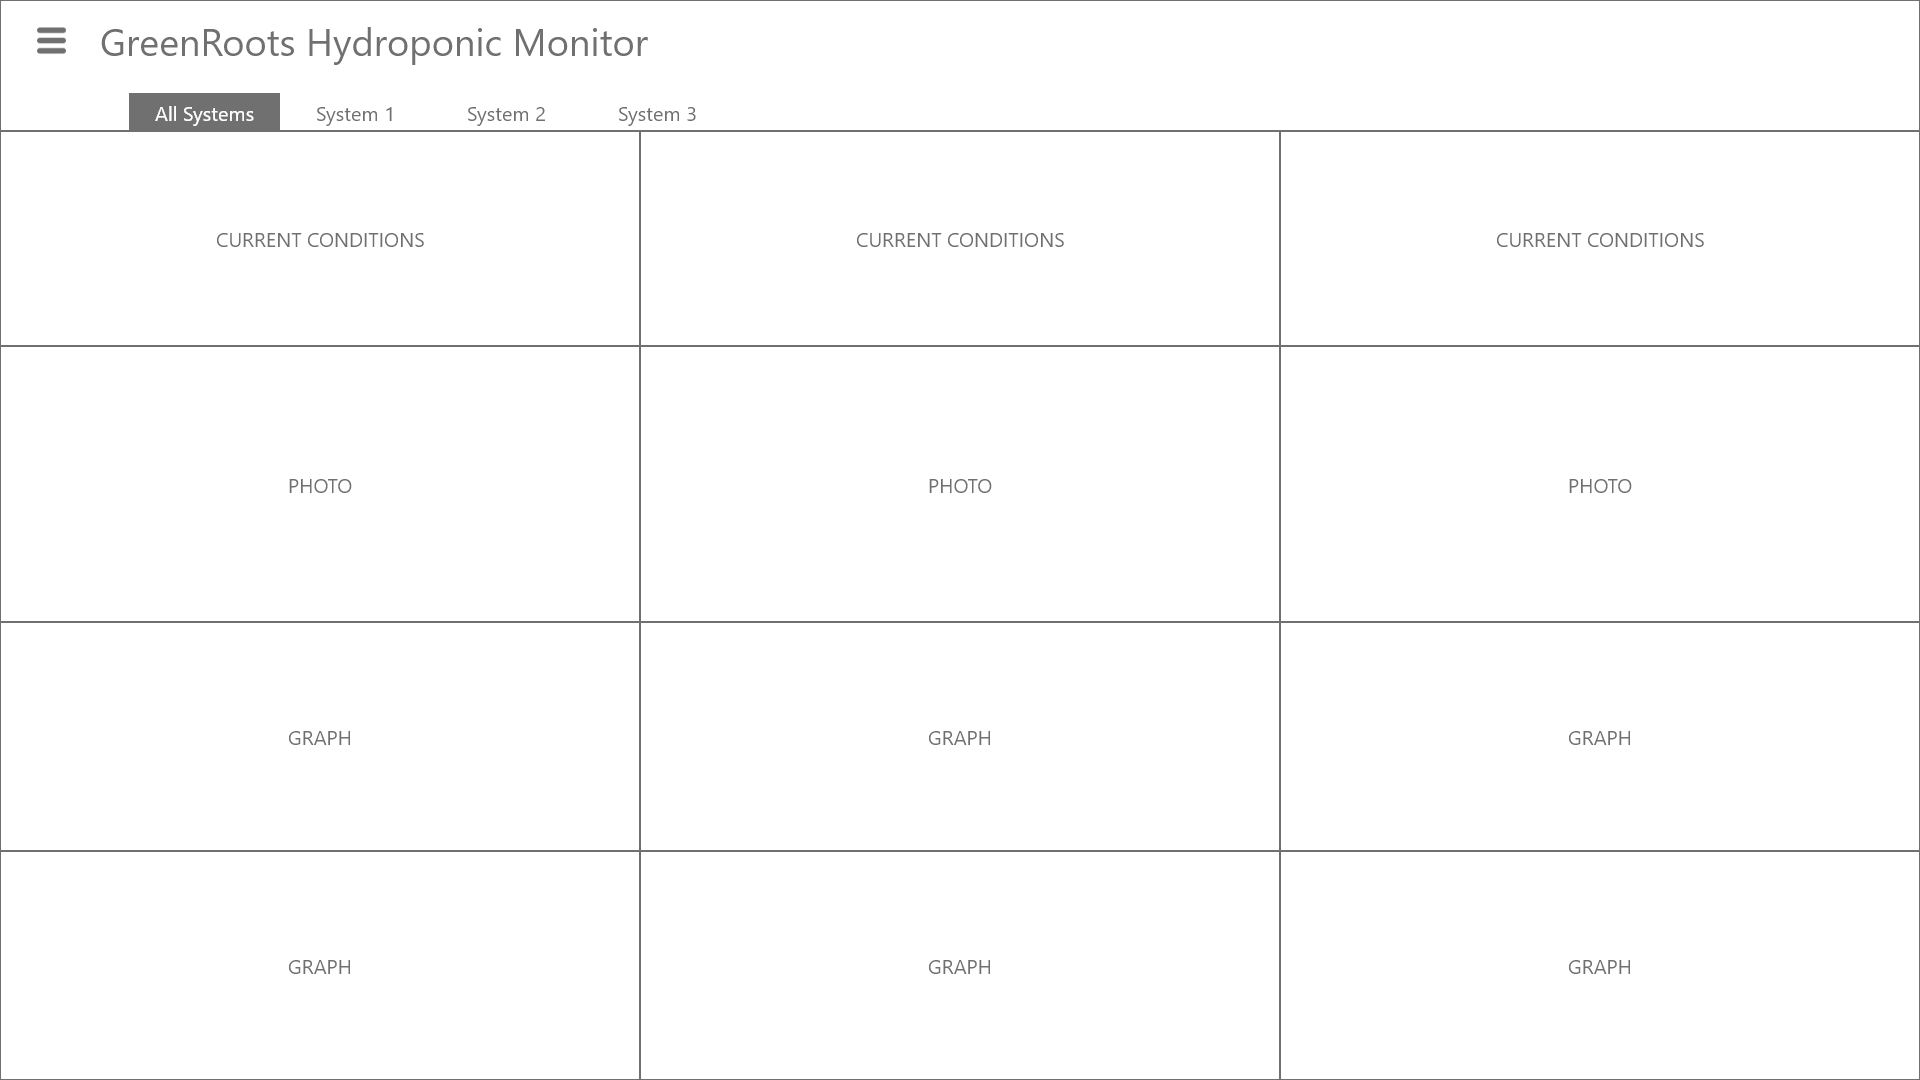 GreenRoots Hydroponic Monitor
All Systems System 1 System 2 System 3
CURRENT CONDITIONS CURRENT CONDITIONS CURRENT CONDITIONS
PHOTO PHOTO PHOTO
GRAPH GRAPH GRAPH
GRAPH GRAPH GRAPH